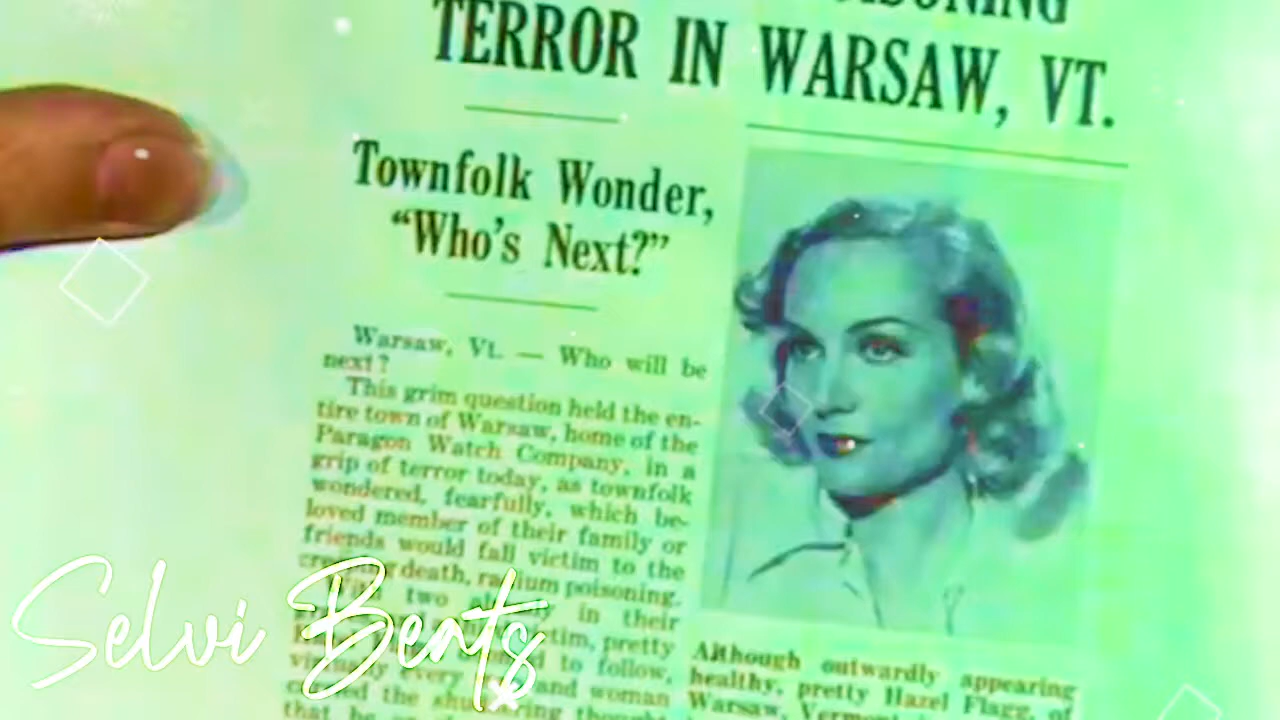 TERROR IN WARSAW, VT.
Townfolk Wonder,
“Who’s Next?”
Warsaw, Vt. — Who will be
next?
This grim question held the en-
tire town of Warsaw, home of the
Paragon Watch Company, in a
grip of terror today, as townfolk
wondered, fearfully, which be-
loved member of their family or
friends would fall victim to the
death, radium poisoning.
two in their
pretty
to follow,
every and woman
the
that he
Although outwardly appearing
healthy, pretty Hazel Flagg, of
Warsaw,
Selvi Beats